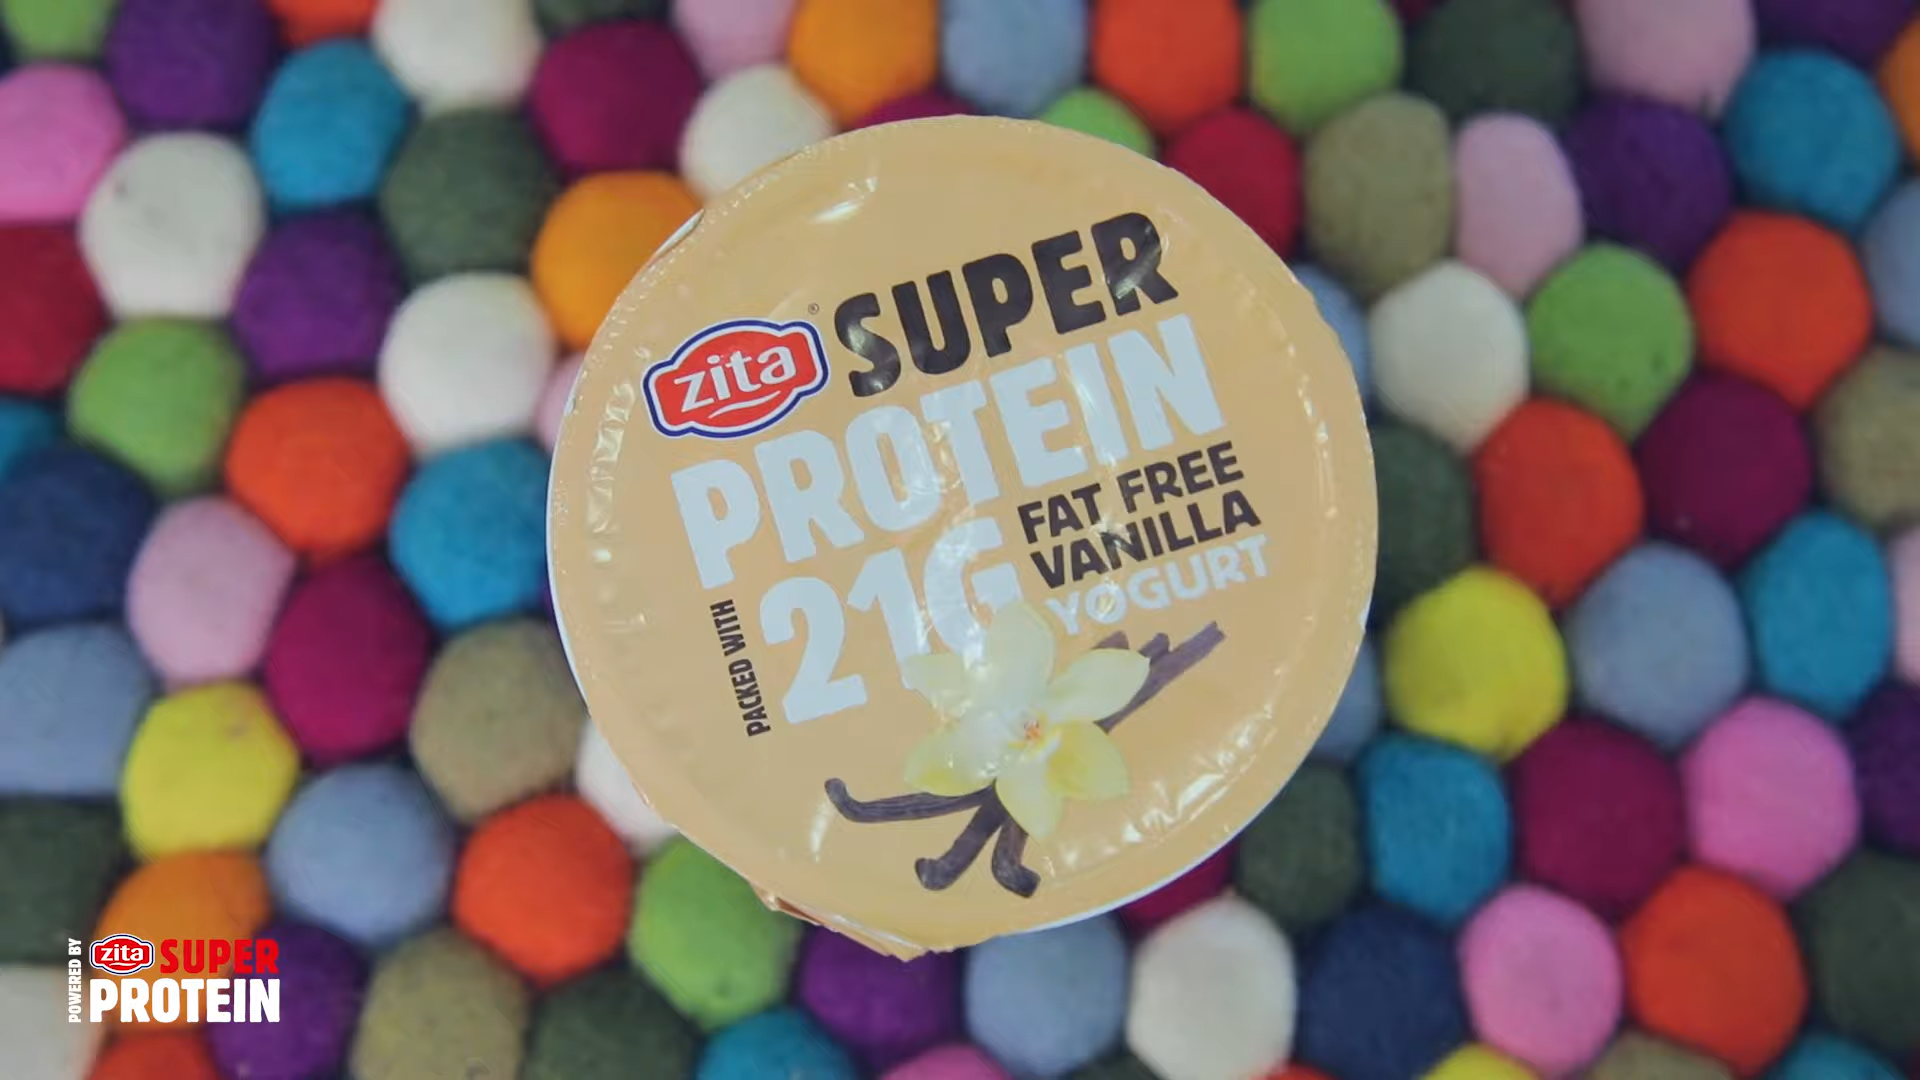 zita® SUPER
PROTEIN
PACKED WITH 21G
FAT FREE
VANILLA
YOGURT
POWERED BY
zita SUPER
PROTEIN